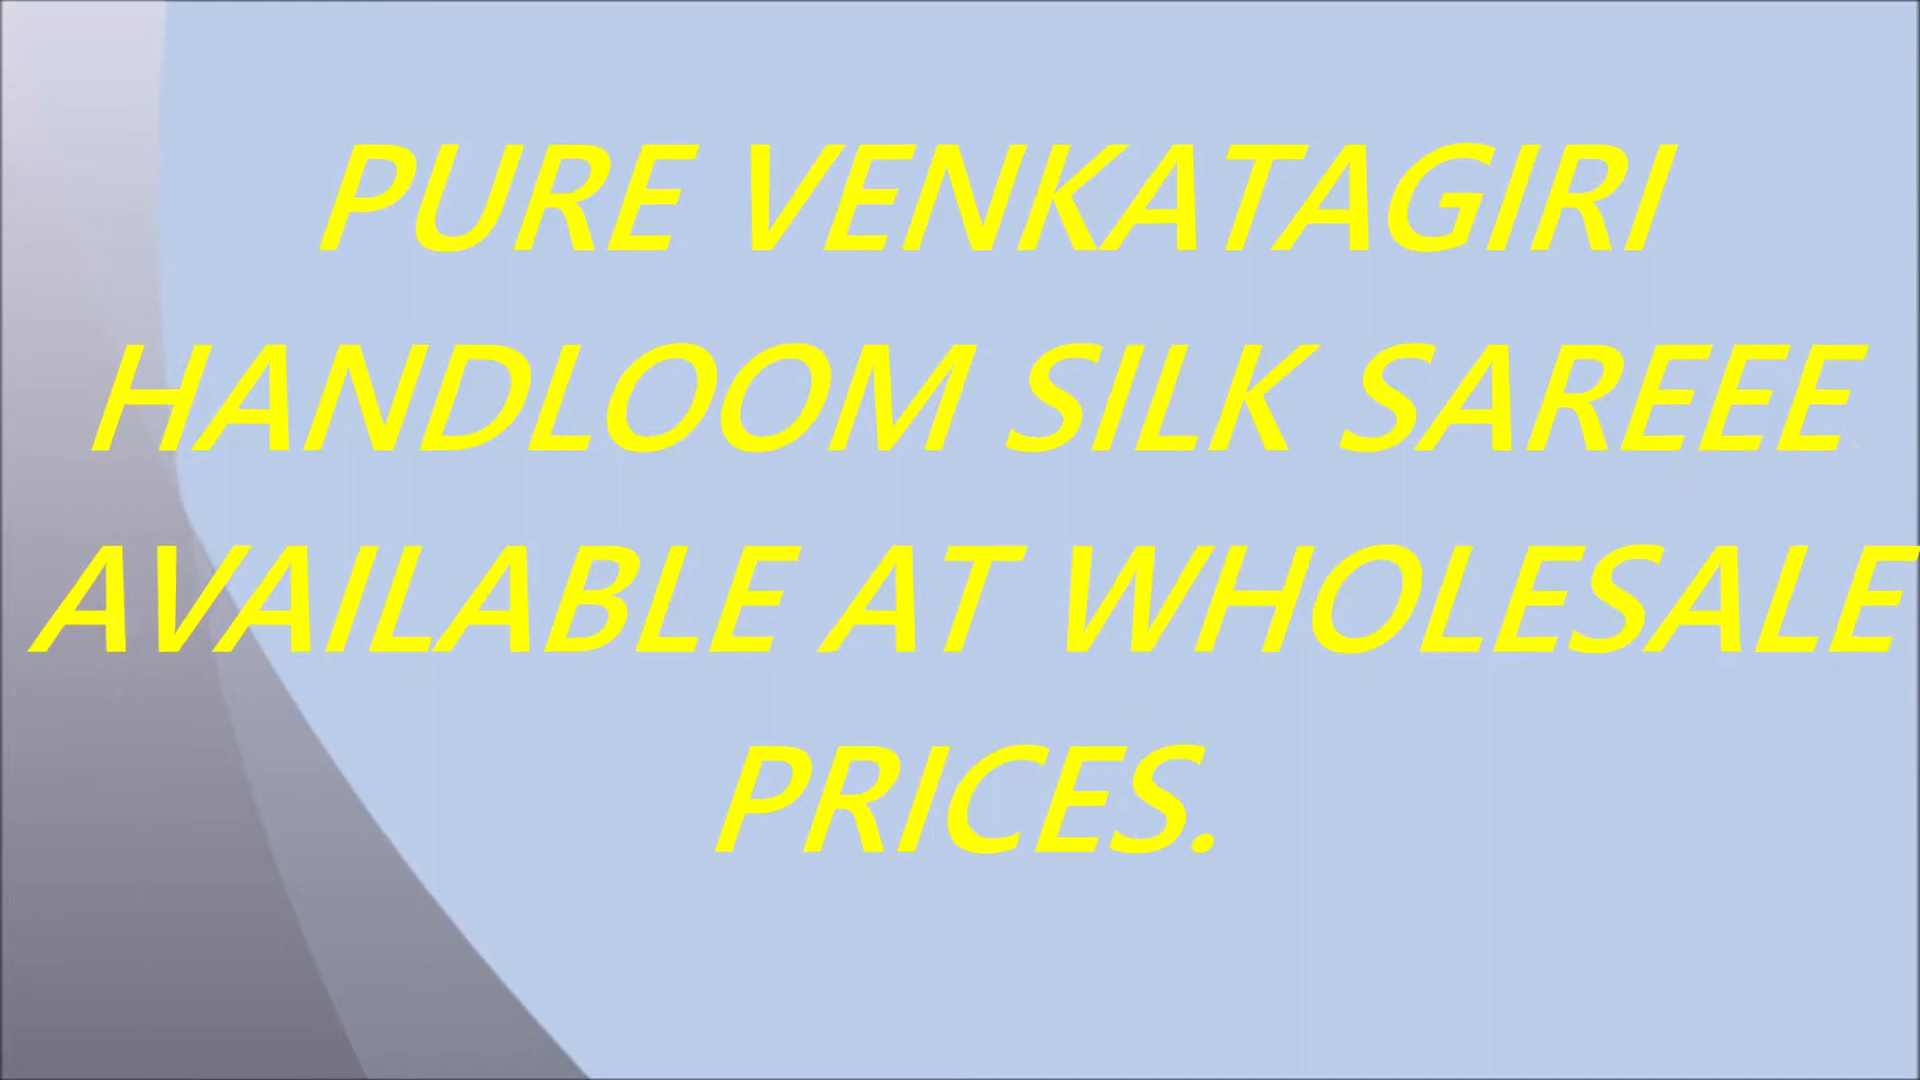 PURE VENKATAGIRI
HANDLOOM SILK SAREEE
AVAILABLE AT WHOLESALE
PRICES.